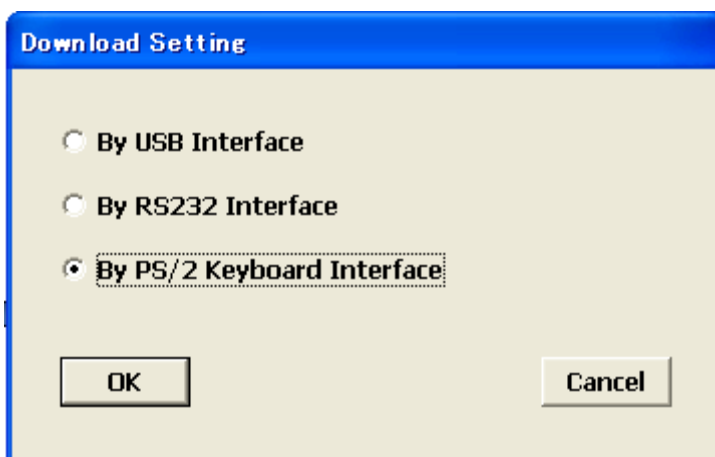 Download Setting
By USB Interface
By RS232 Interface
By PS/2 Keyboard Interface
OK
Cancel